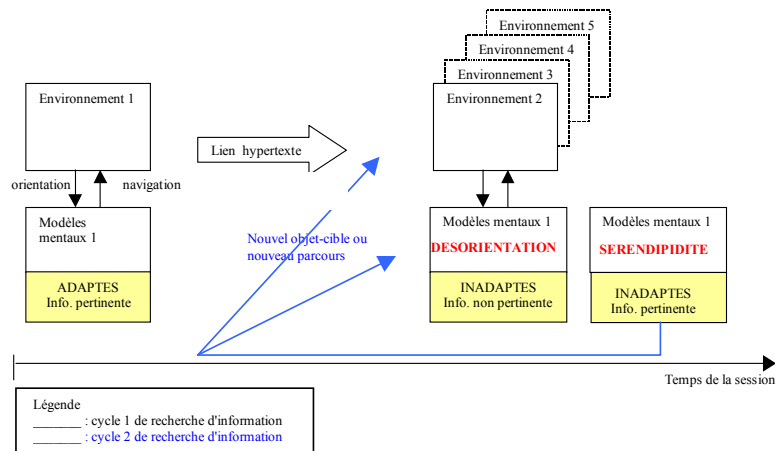 Environnement 5
Environnement 4
Environnement 3
Environnement 1
Environnement 2
Lien hypertexte
orientation
navigation
Modèles
mentaux 1
ADAPTES
Info. pertinente
Nouvel objet-cible ou
nouveau parcours
Modèles mentaux 1
DESORIENTATION
INADAPTES
Info. non pertinente
Modèles mentaux 1
SERENDIPIDITE
INADAPTES
Info. pertinente
Temps de la session
Légende
_______ : cycle 1 de recherche d'information
_______ : cycle 2 de recherche d'information